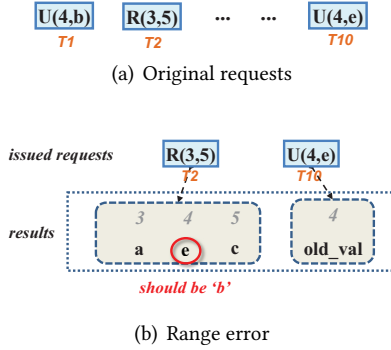 U(4,b) R(3,5) ... ... U(4,e)
T1 T2 T10
(a) Original requests
issued requests R(3,5) U(4,e)
T2 T10
3 4 5 4
results
a e c old_val
should be 'b'
(b) Range error